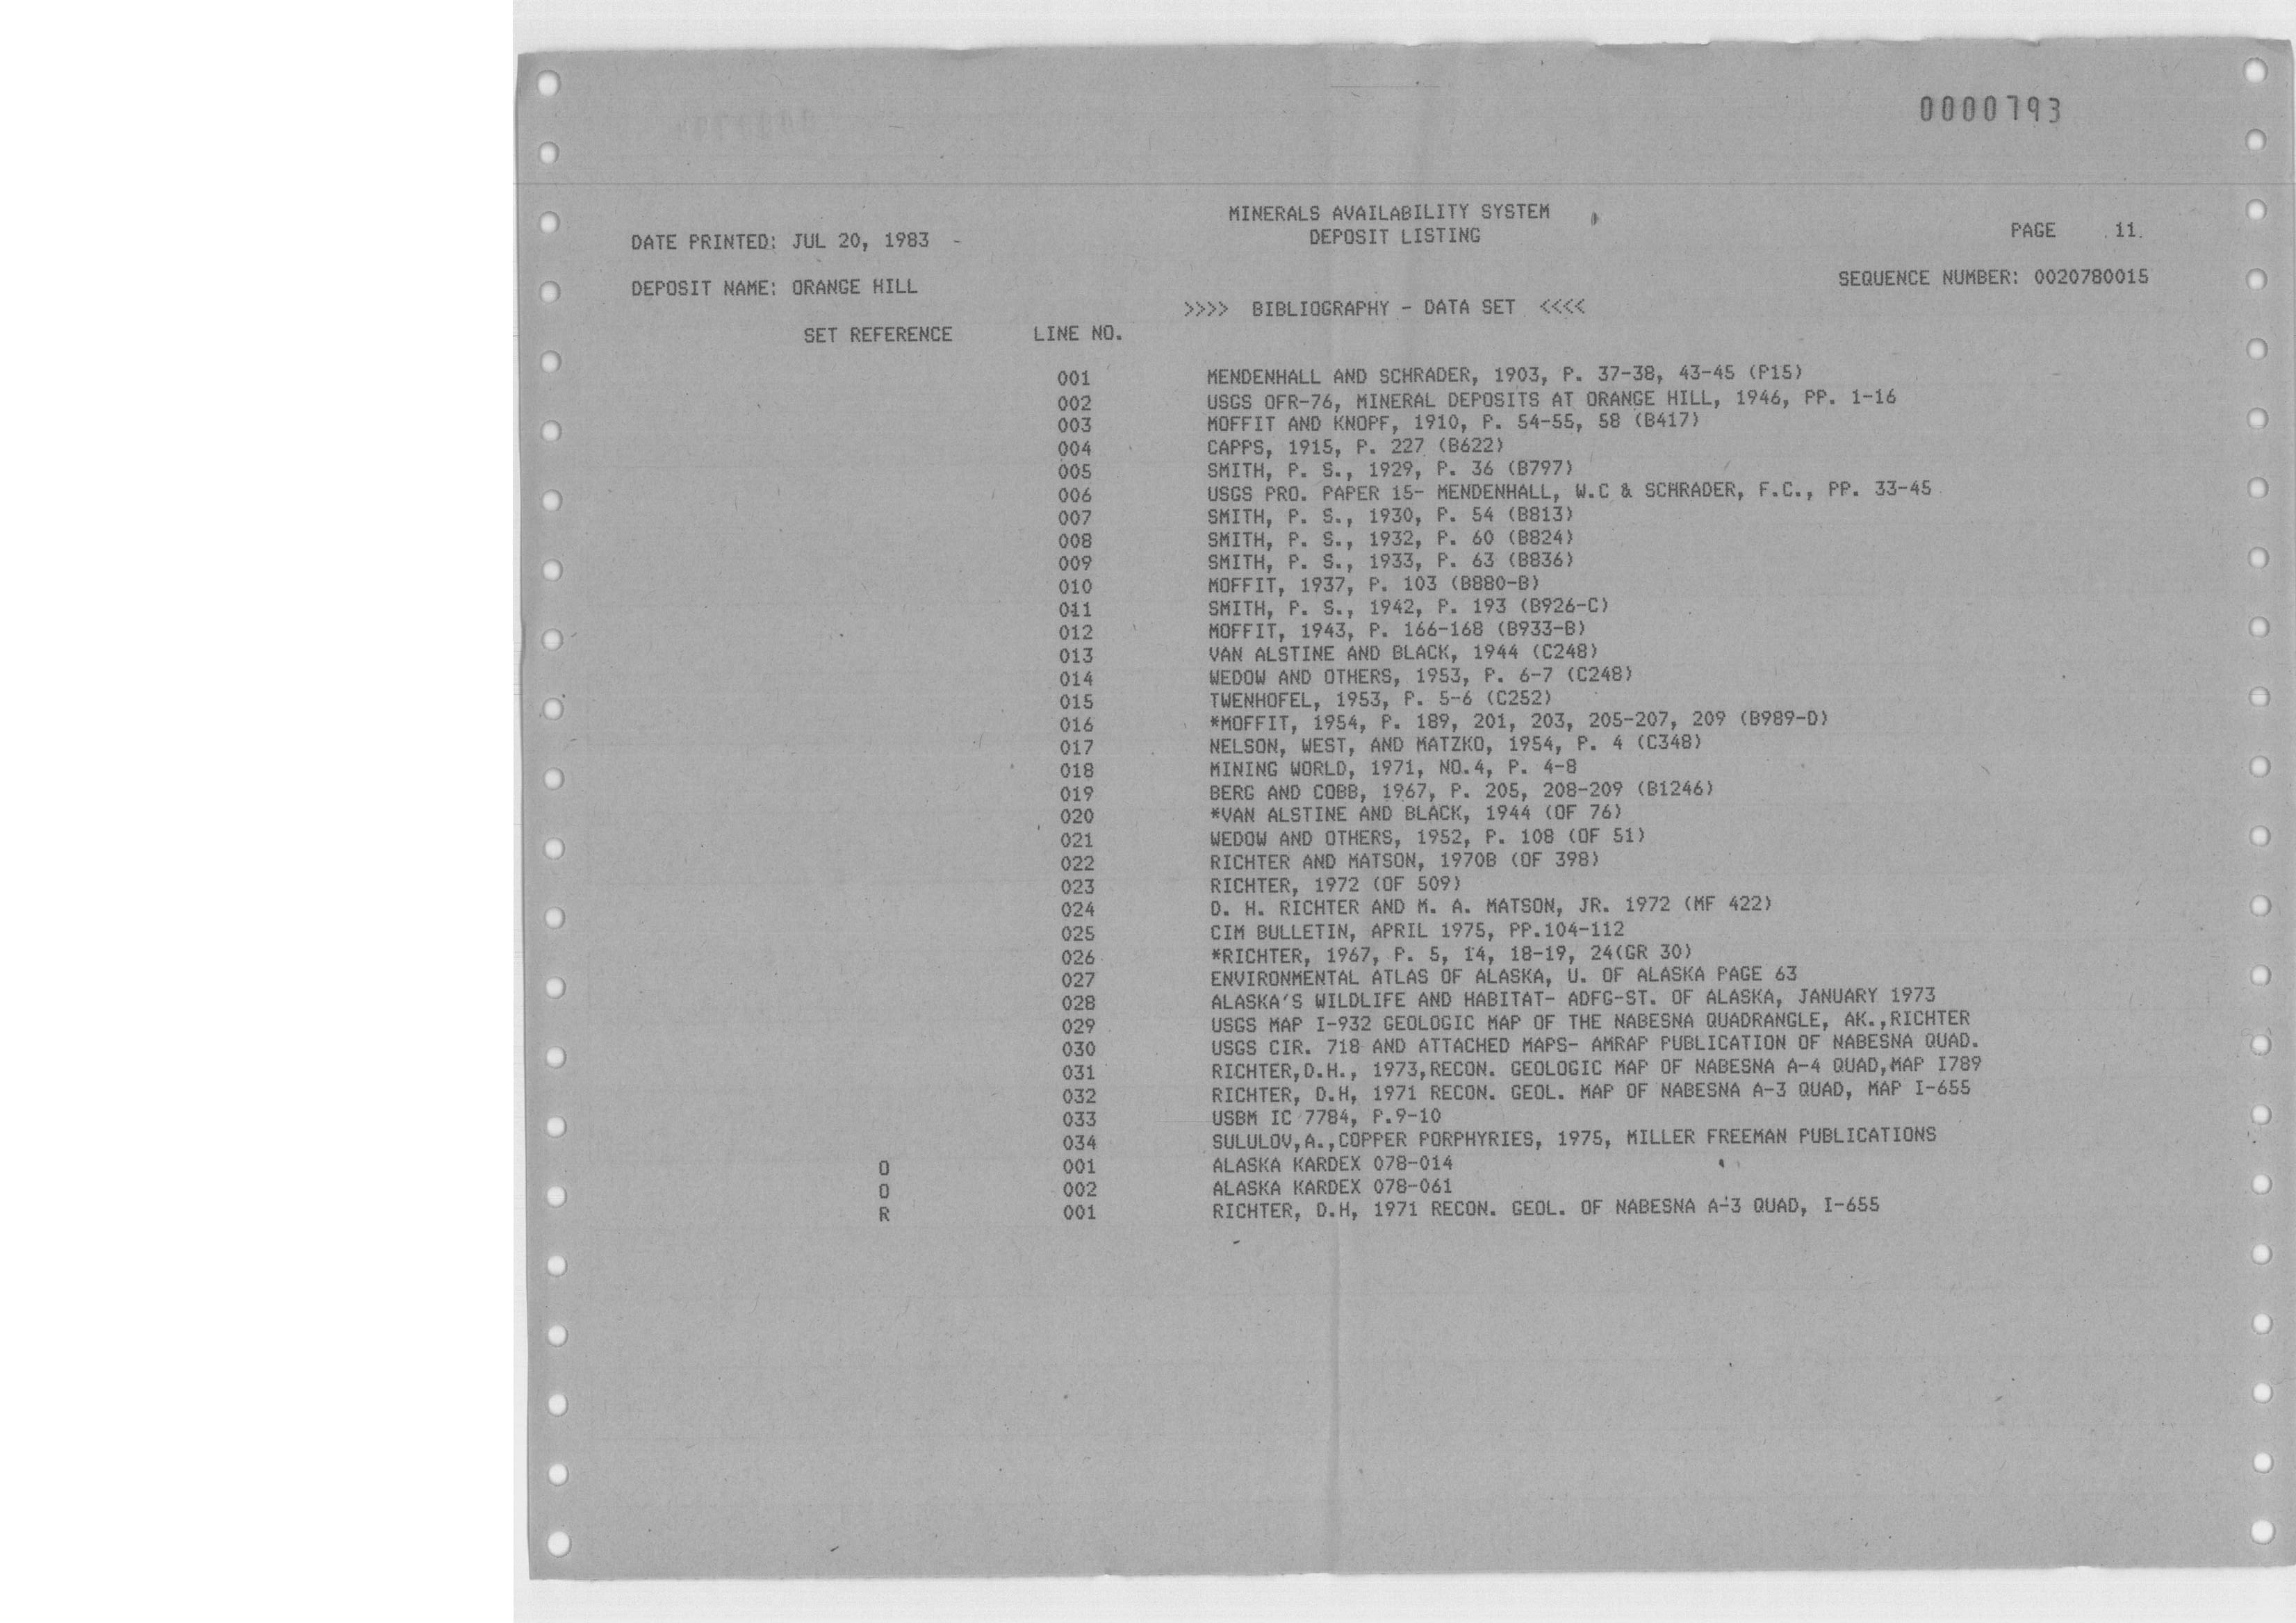 0000793
MINERALS AVAILABILITY SYSTEM
DATE PRINTED: JUL 20, 1983 - DEPOSIT LISTING PAGE 11.
DEPOSIT NAME: ORANGE HILL SEQUENCE NUMBER: 0020780015
>>>> BIBLIOGRAPHY - DATA SET <<<<
SET REFERENCE LINE NO.
001 MENDENHALL AND SCHRADER, 1903, P. 37-38, 43-45 (P15)
002 USGS OFR-76, MINERAL DEPOSITS AT ORANGE HILL, 1946, PP. 1-16
003 MOFFIT AND KNOPF, 1910, P. 54-55, 58 (B417)
004 CAPPS, 1915, P. 227 (B622)
005 SMITH, P. S., 1929, P. 36 (B797)
006 USGS PRO. PAPER 15- MENDENHALL, W.C & SCHRADER, F.C., PP. 33-45
007 SMITH, P. S., 1930, P. 54 (B813)
008 SMITH, P. S., 1932, P. 60 (B824)
009 SMITH, P. S., 1933, P. 63 (B836)
010 MOFFIT, 1937, P. 103 (B880-B)
011 SMITH, P. S., 1942, P. 193 (B926-C)
012 MOFFIT, 1943, P. 166-168 (B933-B)
013 VAN ALSTINE AND BLACK, 1944 (C248)
014 WEDOW AND OTHERS, 1953, P. 6-7 (C248)
015 TWENHOFEL, 1953, P. 5-6 (C252)
016 *MOFFIT, 1954, P. 189, 201, 203, 205-207, 209 (B989-D)
017 NELSON, WEST, AND MATZKO, 1954, P. 4 (C348)
018 MINING WORLD, 1971, NO.4, P. 4-8
019 BERG AND COBB, 1967, P. 205, 208-209 (B1246)
020 *VAN ALSTINE AND BLACK, 1944 (OF 76)
021 WEDOW AND OTHERS, 1952, P. 108 (OF 51)
022 RICHTER AND MATSON, 1970B (OF 398)
023 RICHTER, 1972 (OF 509)
024 D. H. RICHTER AND M. A. MATSON, JR. 1972 (MF 422)
025 CIM BULLETIN, APRIL 1975, PP.104-112
026 *RICHTER, 1967, P. 5, 14, 18-19, 24(GR 30)
027 ENVIRONMENTAL ATLAS OF ALASKA, U. OF ALASKA PAGE 63
028 ALASKA'S WILDLIFE AND HABITAT- ADFG-ST. OF ALASKA, JANUARY 1973
029 USGS MAP I-932 GEOLOGIC MAP OF THE NABESNA QUADRANGLE, AK.,RICHTER
030 USGS CIR. 718 AND ATTACHED MAPS- AMRAP PUBLICATION OF NABESNA QUAD.
031 RICHTER,D.H., 1973,RECON. GEOLOGIC MAP OF NABESNA A-4 QUAD,MAP I789
032 RICHTER, D.H, 1971 RECON. GEOL. MAP OF NABESNA A-3 QUAD, MAP I-655
033 USBM IC 7784, P.9-10
034 SULULOV,A.,COPPER PORPHYRIES, 1975, MILLER FREEMAN PUBLICATIONS
O 001 ALASKA KARDEX 078-014
O 002 ALASKA KARDEX 078-061
R 001 RICHTER, D.H, 1971 RECON. GEOL. OF NABESNA A-3 QUAD, I-655